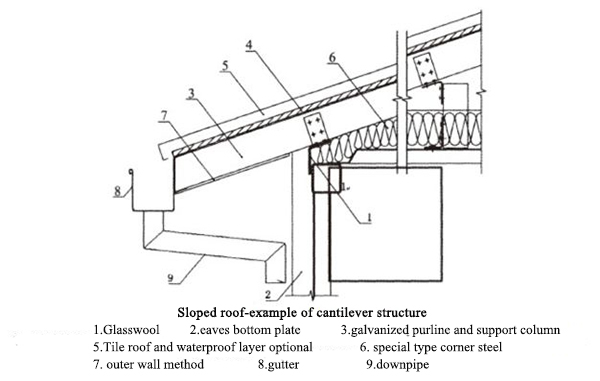 4
5
6
3
7
8
1
9
2
Sloped roof-example of cantilever structure
1.Glasswool 2.eaves bottom plate 3.galvanized purline and support column
5.Tile roof and waterproof layer optional 6. special type corner steel
7. outer wall method 8.gutter 9.downpipe